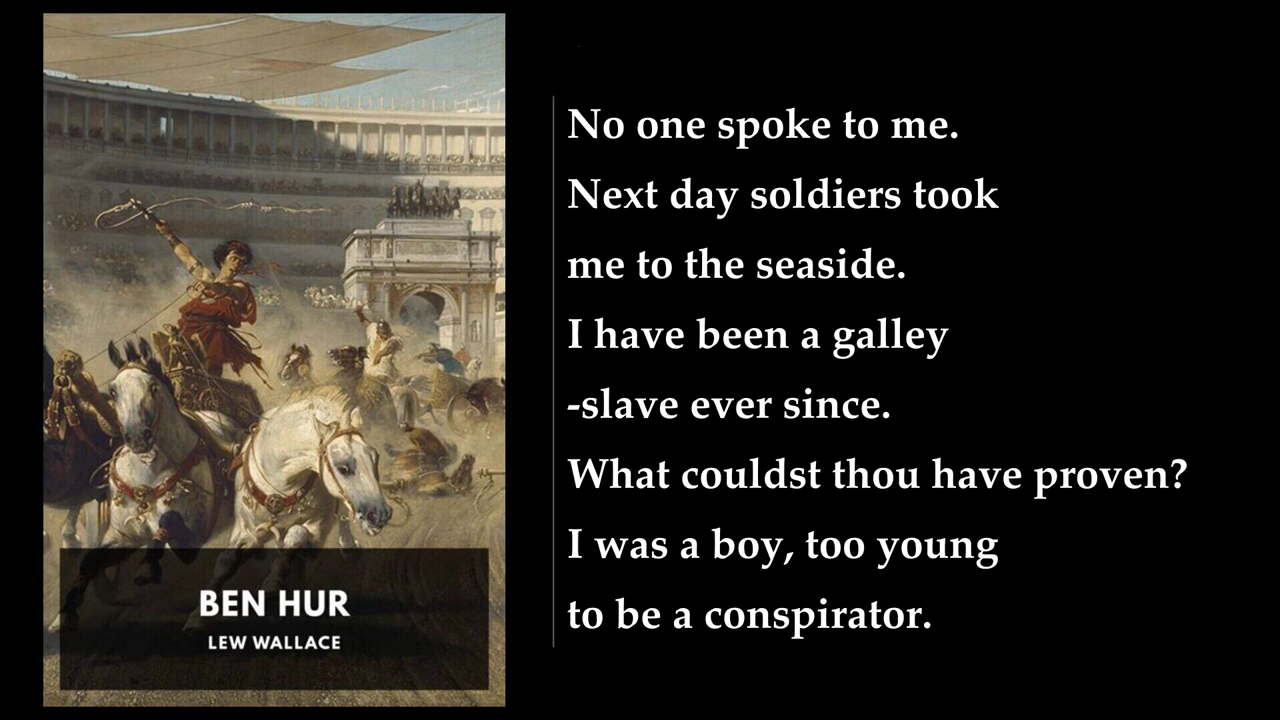 BEN HUR
LEW WALLACE
No one spoke to me.
Next day soldiers took
me to the seaside.
I have been a galley
-slave ever since.
What couldst thou have proven?
I was a boy, too young
to be a conspirator.